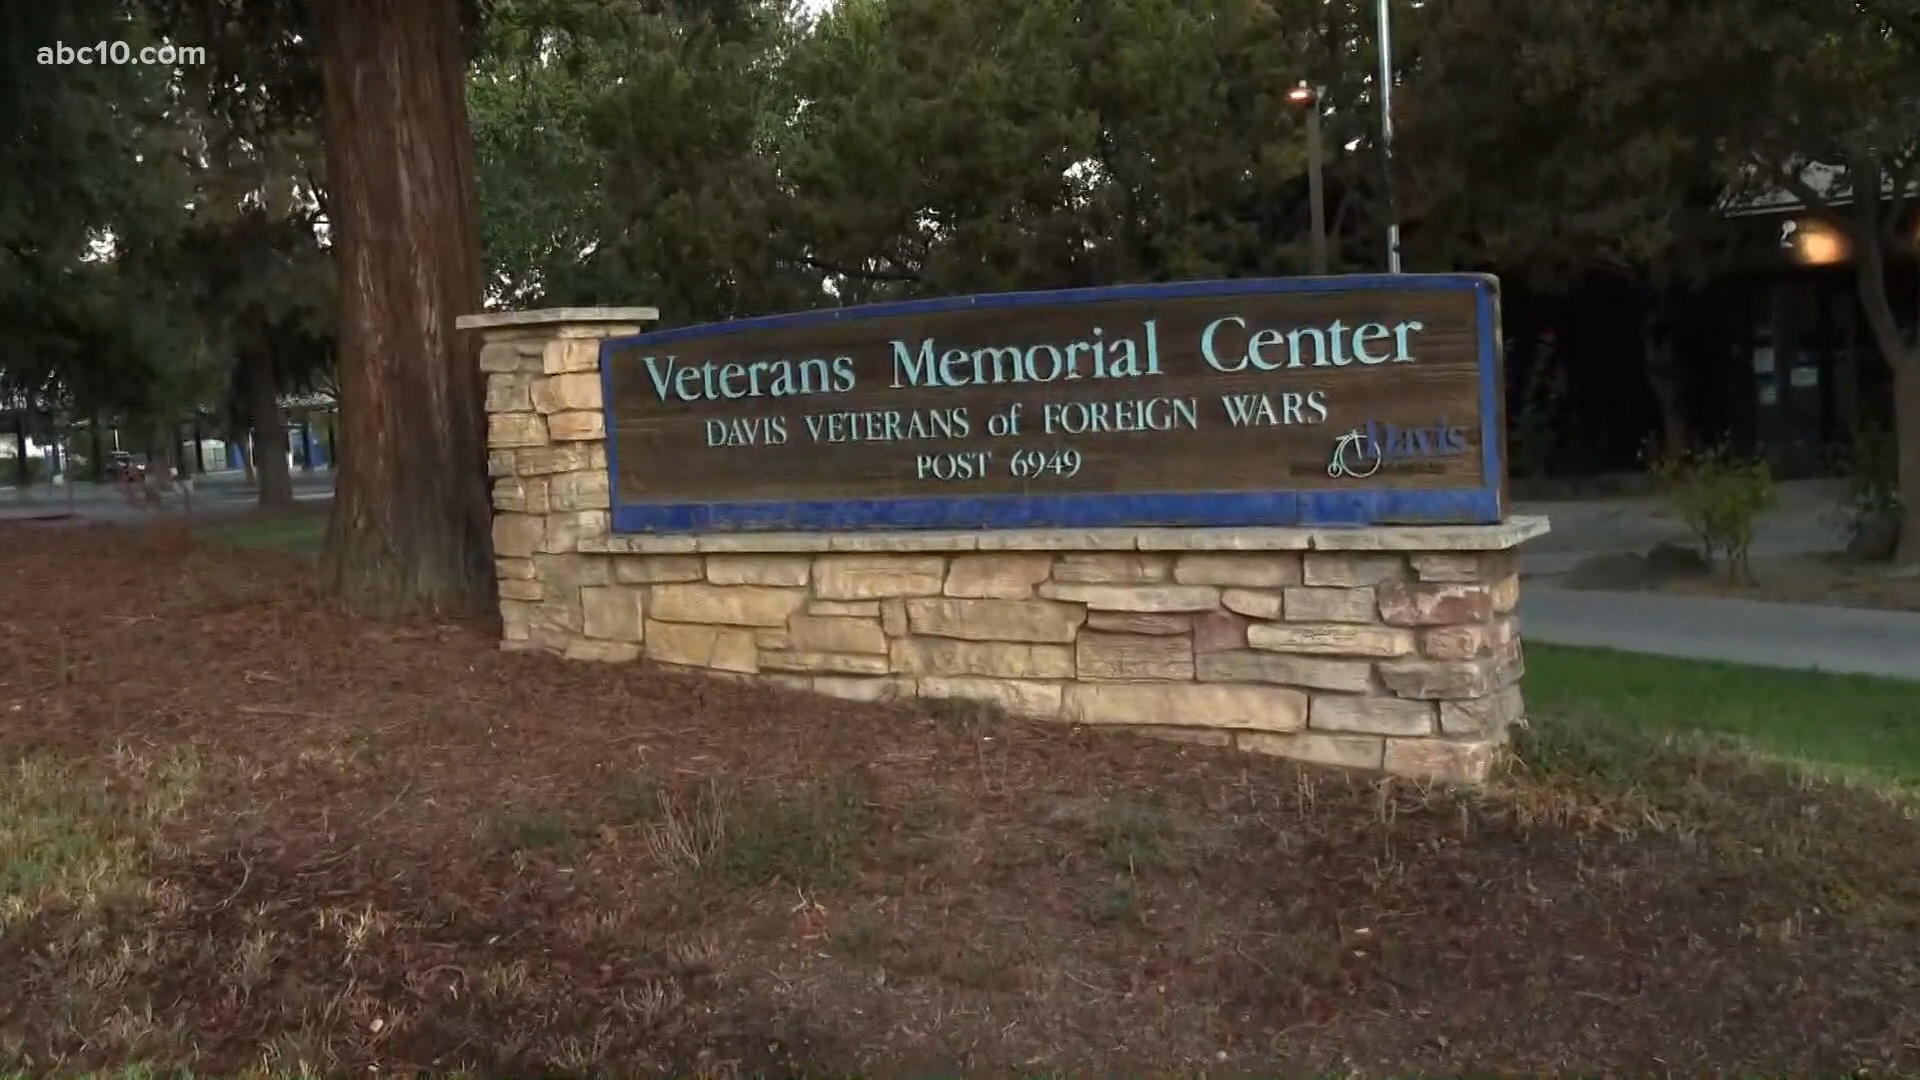 abc10.com
Veterans Memorial Center
DAVIS VETERANS of FOREIGN WARS
POST 6949
Davis